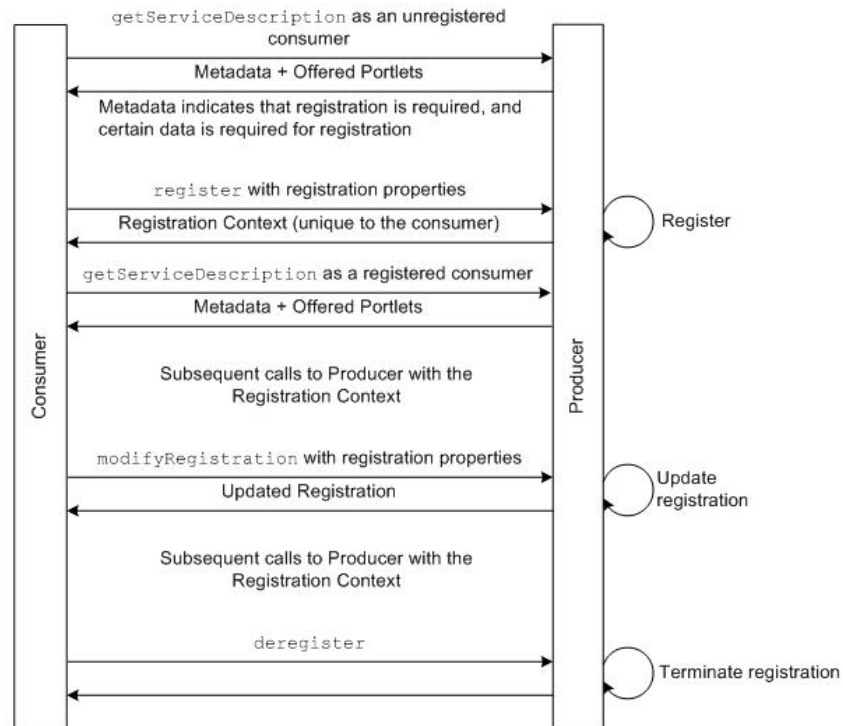 getServiceDescription as an unregistered
consumer
Metadata + Offered Portlets
Metadata indicates that registration is required, and
certain data is required for registration
register with registration properties
Registration Context (unique to the consumer)
Register
getServiceDescription as a registered consumer
Metadata + Offered Portlets
Consumer
Producer
Subsequent calls to Producer with the
Registration Context
modifyRegistration with registration properties
Updated Registration
Update
registration
Subsequent calls to Producer with the
Registration Context
deregister
Terminate registration